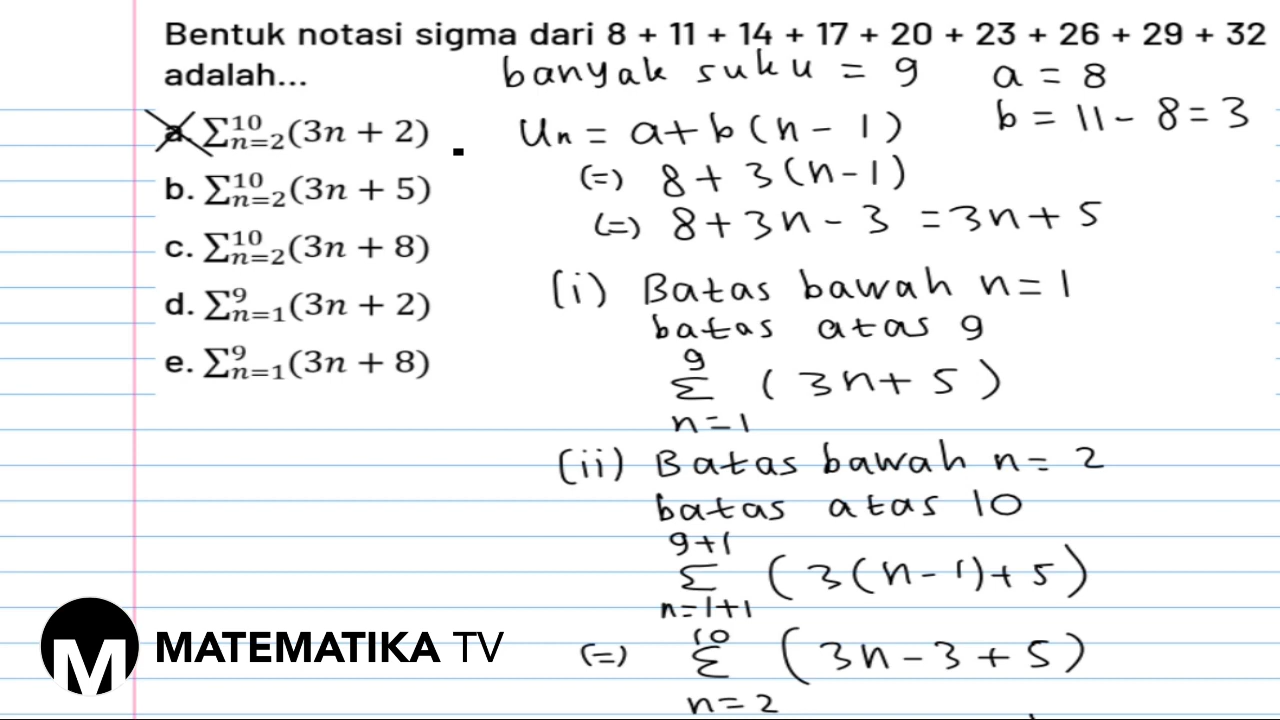 Bentuk notasi sigma dari 8 + 11 + 14 + 17 + 20 + 23 + 26 + 29 + 32
adalah...
banyak suku = 9
a = 8
b = 11 - 8 = 3
a. ∑_{n=2}^{10}(3n + 2)
b. ∑_{n=2}^{10}(3n + 5)
c. ∑_{n=2}^{10}(3n + 8)
d. ∑_{n=1}^{9}(3n + 2)
e. ∑_{n=1}^{9}(3n + 8)
Un = a + b(n - 1)
(=) 8 + 3(n-1)
(=) 8 + 3n - 3 = 3n + 5
(i) Batas bawah n = 1
batas atas 9
9
∑ (3n + 5)
n = 1
(ii) Batas bawah n = 2
batas atas 10
9+1
∑ (3(n-1)+5)
n=1+1
10
(=) ∑ (3n - 3 + 5)
n = 2
M MATEMATIKA TV